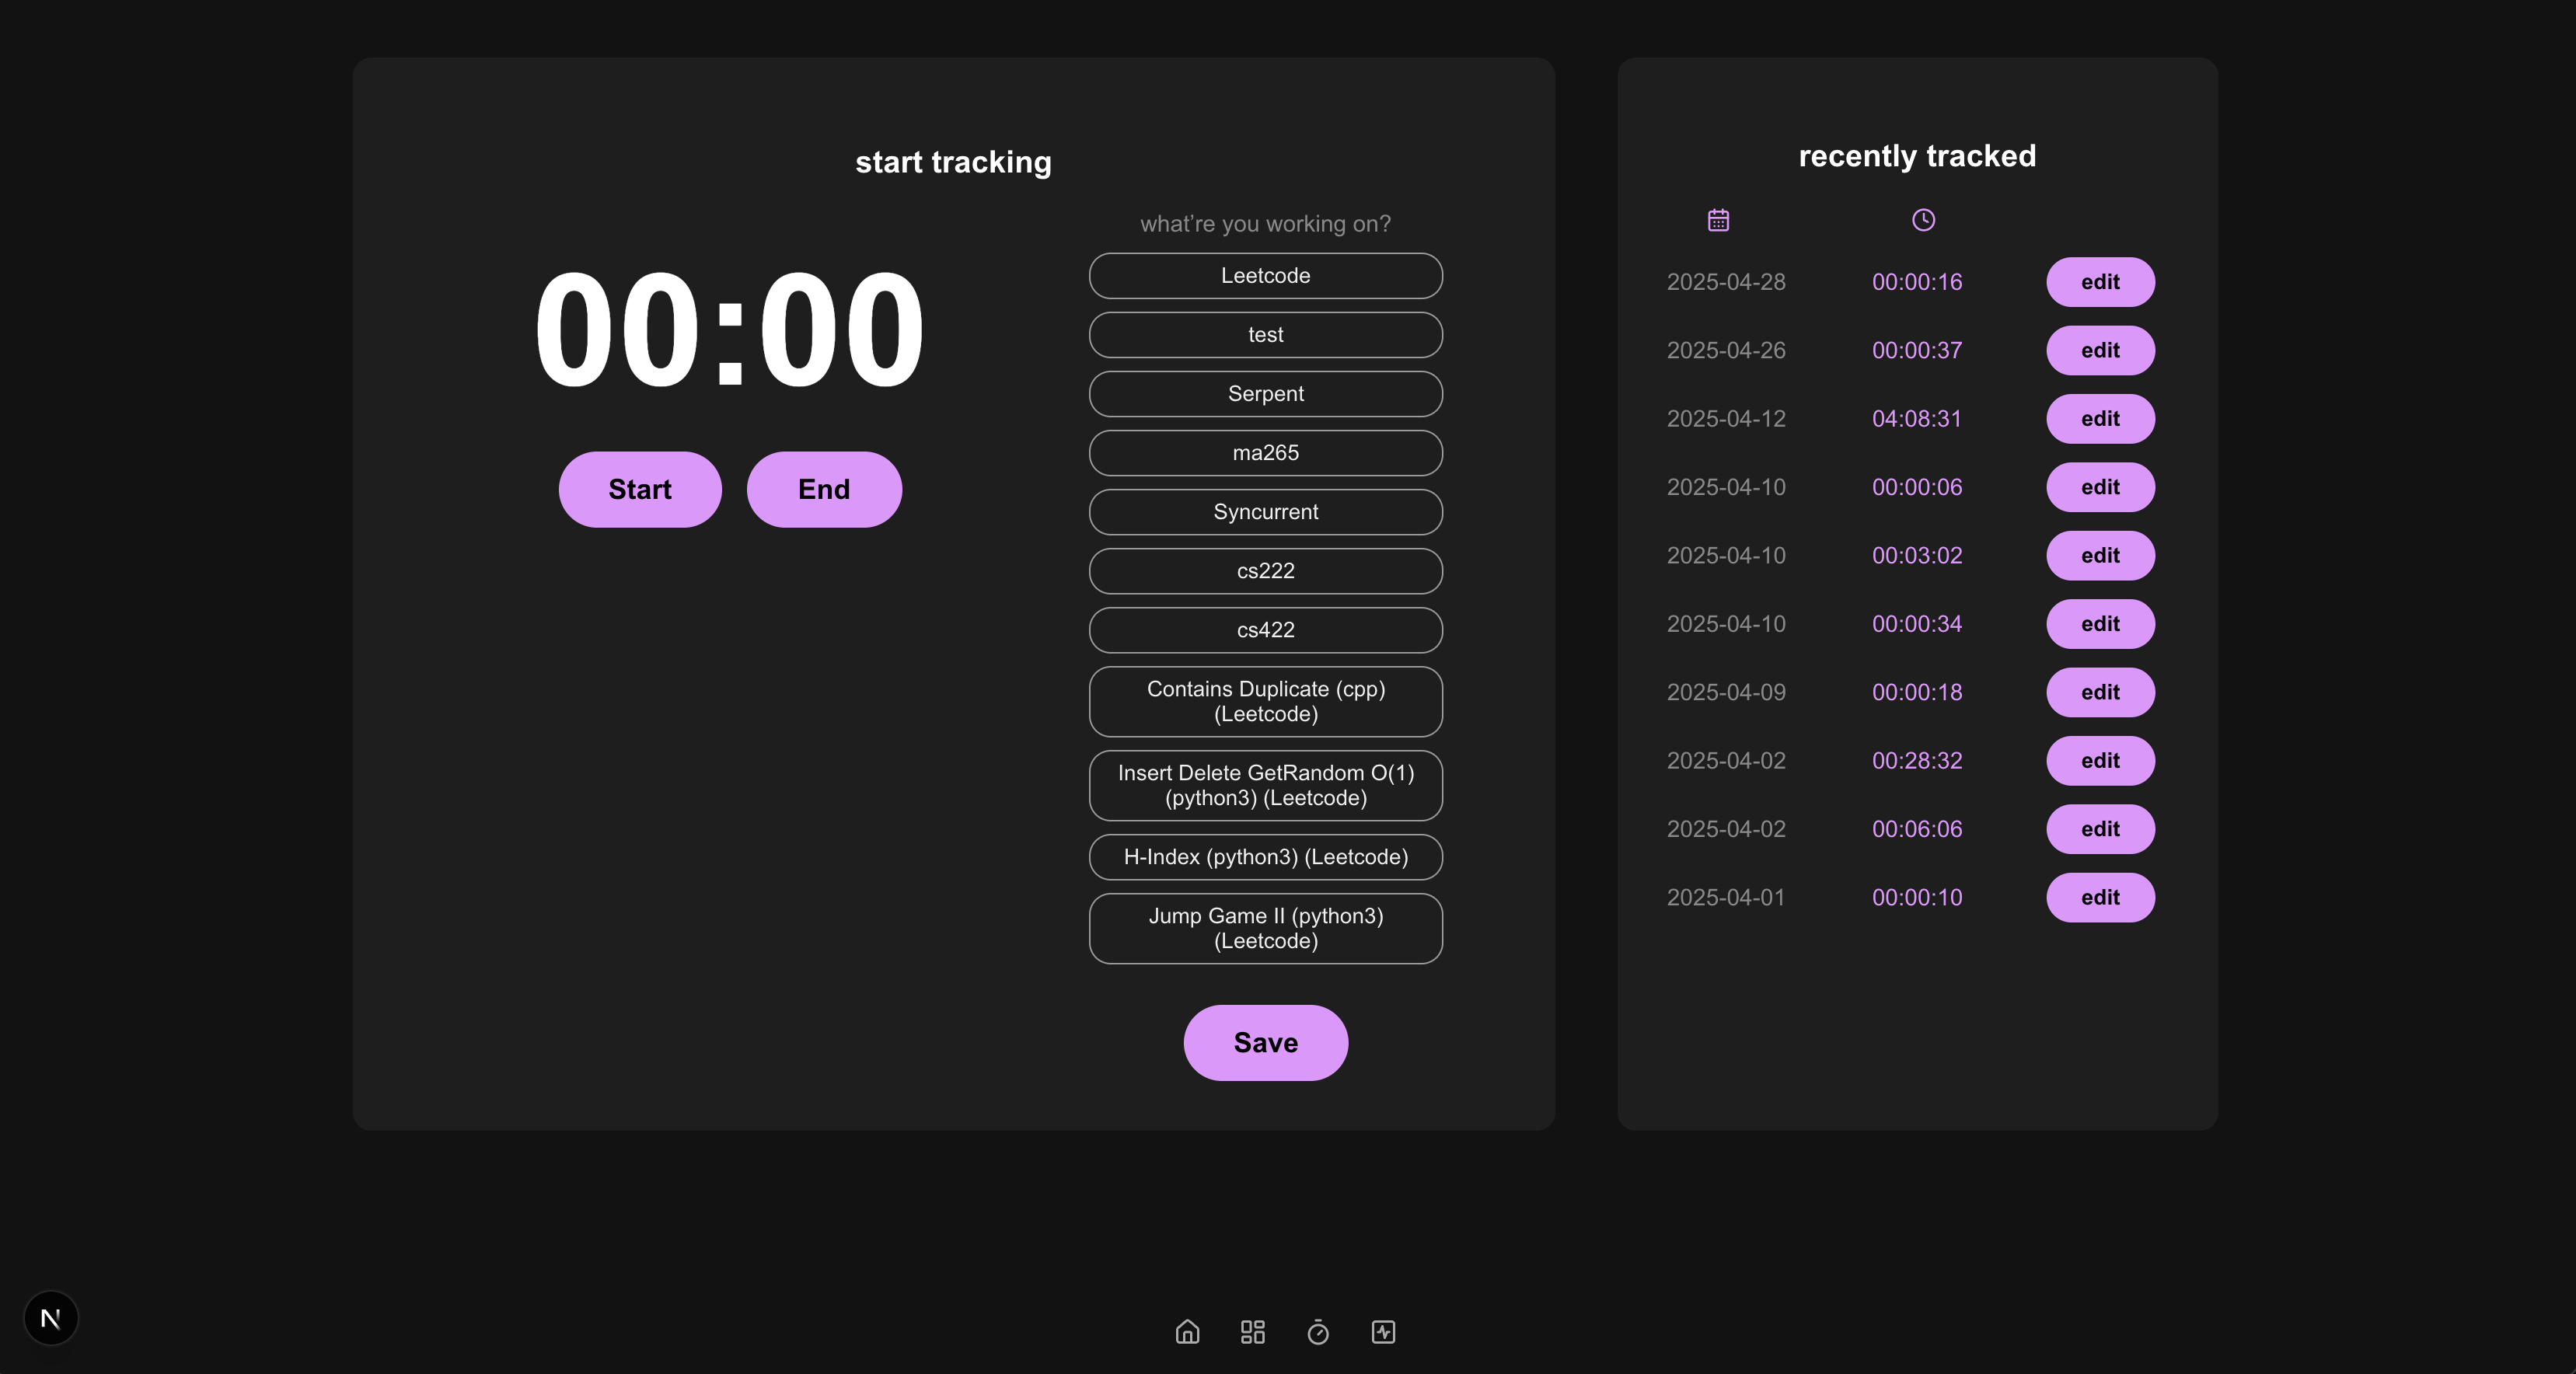 start tracking
00:00
Start
End
what’re you working on?
Leetcode
test
Serpent
ma265
Syncurrent
cs222
cs422
Contains Duplicate (cpp)
(Leetcode)
Insert Delete GetRandom O(1)
(python3) (Leetcode)
H-Index (python3) (Leetcode)
Jump Game II (python3)
(Leetcode)
Save
recently tracked
2025-04-28 00:00:16 edit
2025-04-26 00:00:37 edit
2025-04-12 04:08:31 edit
2025-04-10 00:00:06 edit
2025-04-10 00:03:02 edit
2025-04-10 00:00:34 edit
2025-04-09 00:00:18 edit
2025-04-02 00:28:32 edit
2025-04-02 00:06:06 edit
2025-04-01 00:00:10 edit
N